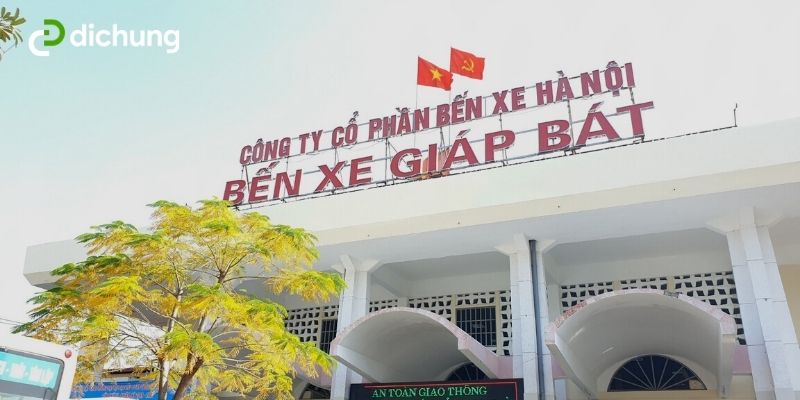 dichung
CÔNG TY CỔ PHẦN BẾN XE HÀ NỘI
BẾN XE GIÁP BÁT
AN TOÀN GIAO THÔNG